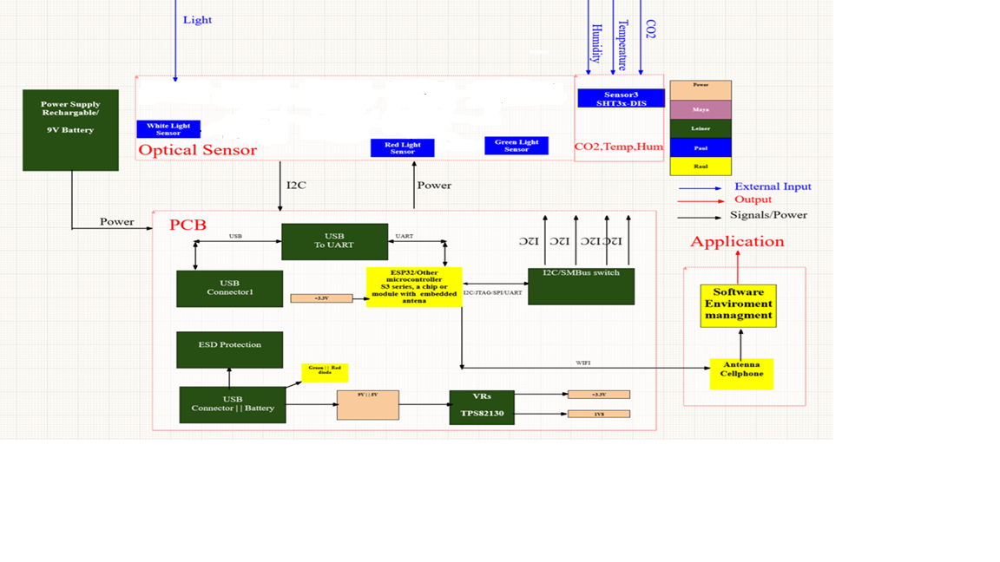 Light
Humidity
Temperature
CO2
Power Supply
Rechargable/
9V Battery
White Light
Sensor
Optical Sensor
Red Light
Sensor
Green Light
Sensor
Sensor3
SHT3x-DIS
CO2,Temp,Hum
Power
Maya
Leiner
Paul
Raul
External Input
Output
Signals/Power
I2C
Power
Power
PCB
USB
USB
To UART
UART
I2C
I2C
I2C
I2C
USB
Connector1
+3.3V
ESP32/Other
microcontroller
S3 series, a chip or
module with embedded
antena
I2C/JTAG/SPI/UART
I2C/SMBus switch
Application
Software
Enviroment
managment
ESD Protection
Green || Red
diode
WIFI
Antenna
Cellphone
USB
Connector || Battery
9V || 5V
VRs
TPS82130
+3.3V
1V8